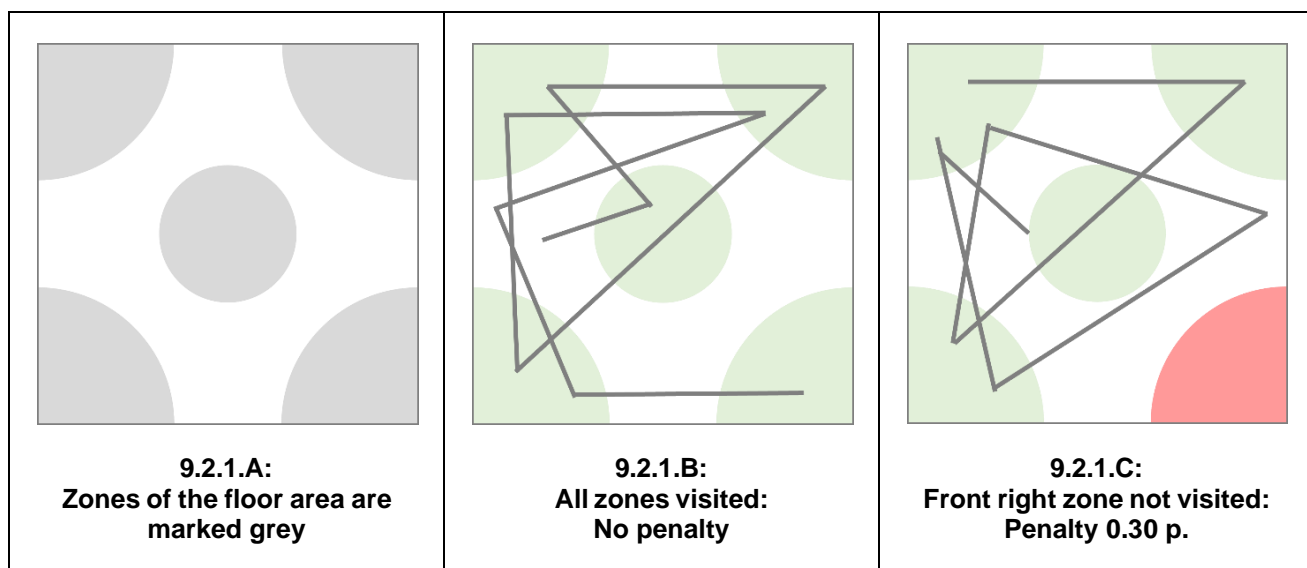 9.2.1.A:
Zones of the floor area are
marked grey
9.2.1.B:
All zones visited:
No penalty
9.2.1.C:
Front right zone not visited:
Penalty 0.30 p.